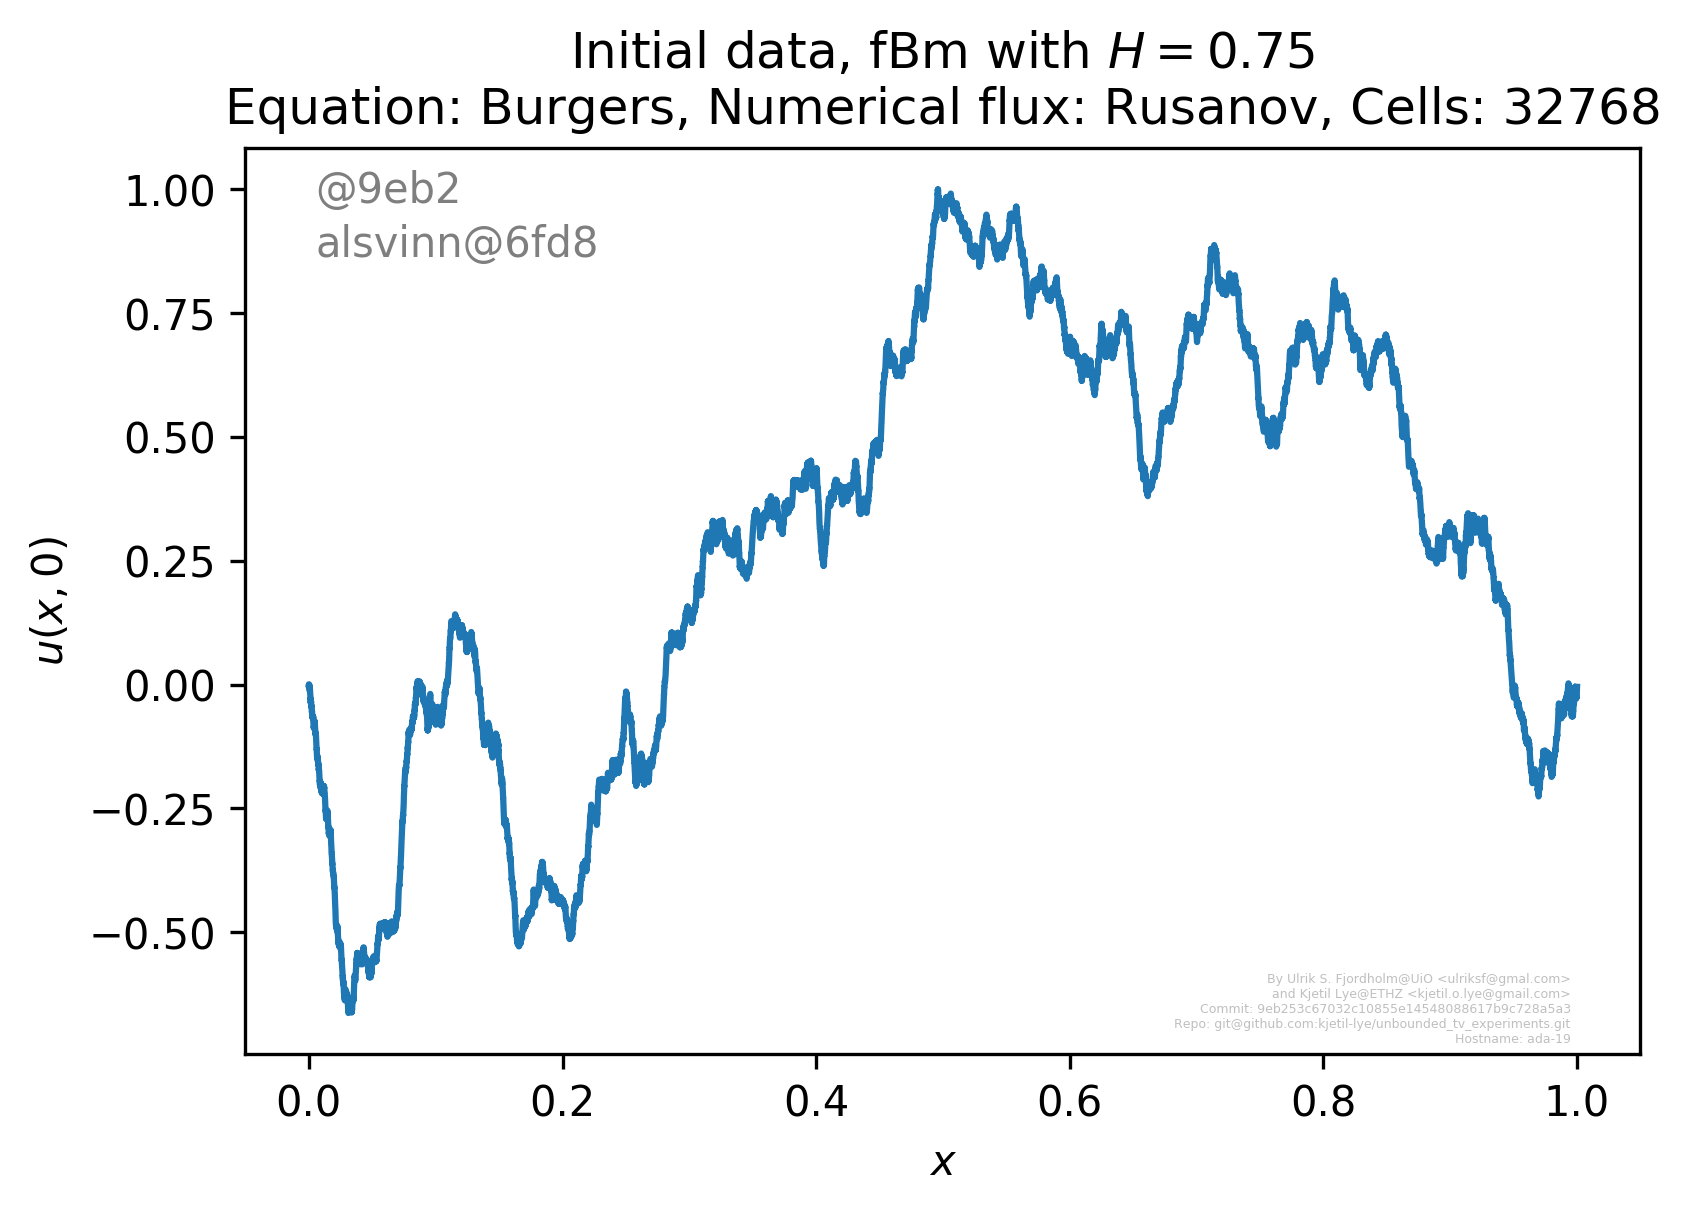 Initial data, fBm with H = 0.75
Equation: Burgers, Numerical flux: Rusanov, Cells: 32768
@9eb2
alsvinn@6fd8
1.00
0.75
0.50
0.25
0.00
−0.25
−0.50
u(x, 0)
By Ulrik S. Fjordholm@UiO <ulriksf@gmal.com>
and Kjetil Lye@ETHZ <kjetil.o.lye@gmail.com>
Commit: 9eb253c67032c10855e14548088617b9c728a5a3
Repo: git@github.com:kjetil-lye/unbounded_tv_experiments.git
Hostname: ada-19
0.0 0.2 0.4 0.6 0.8 1.0
x